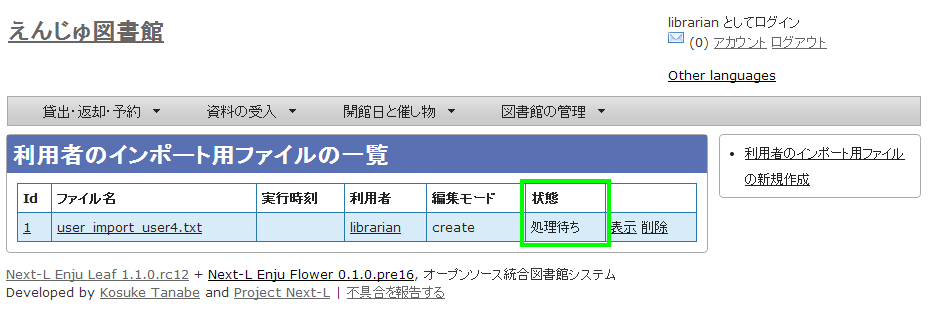 えんじゅ図書館
librarian としてログイン
(0) アカウント ログアウト
Other languages
貸出・返却・予約 資料の受入 開館日と催し物 図書館の管理
利用者のインポート用ファイルの一覧
Id ファイル名 実行時刻 利用者 編集モード 状態
1 user_import_user4.txt librarian create 処理待ち 表示 削除
利用者のインポート用ファイル
の新規作成
Next-L Enju Leaf 1.1.0.rc12 + Next-L Enju Flower 0.1.0.pre16, オープンソース統合図書館システム
Developed by Kosuke Tanabe and Project Next-L | 不具合を報告する